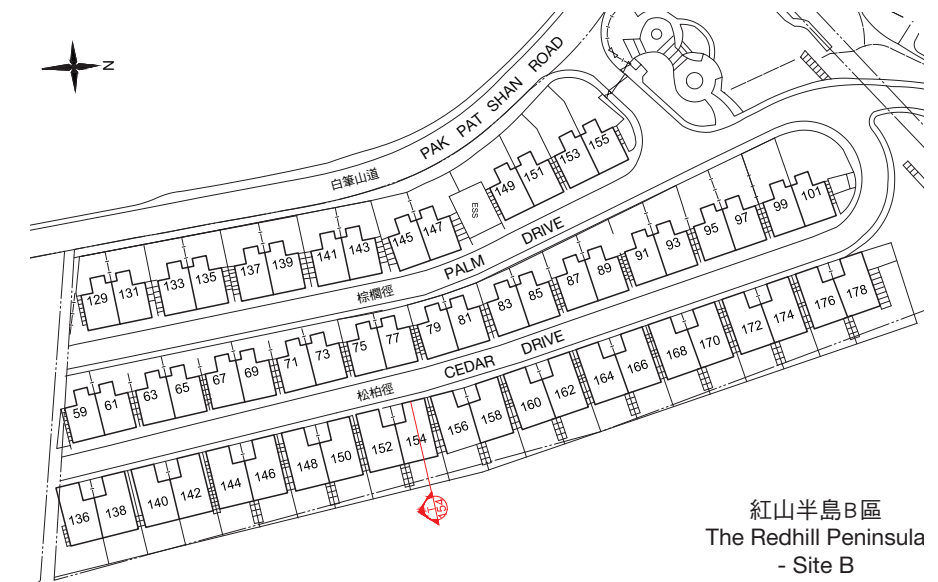 N
PAK PAT SHAN ROAD
白筆山道
153 155
149 151
ESS
145 147
141 143
137 139
133 135
129 131
PALM DRIVE
棕櫚徑
99 101
95 97
91 93
87 89
83 85
79 81
75 77
71 73
67 69
63 65
59 61
CEDAR DRIVE
松柏徑
176 178
172 174
168 170
164 166
160 162
156 158
152 154
148 150
144 146
140 142
136 138
T
154
紅山半島B區
The Redhill Peninsula
- Site B